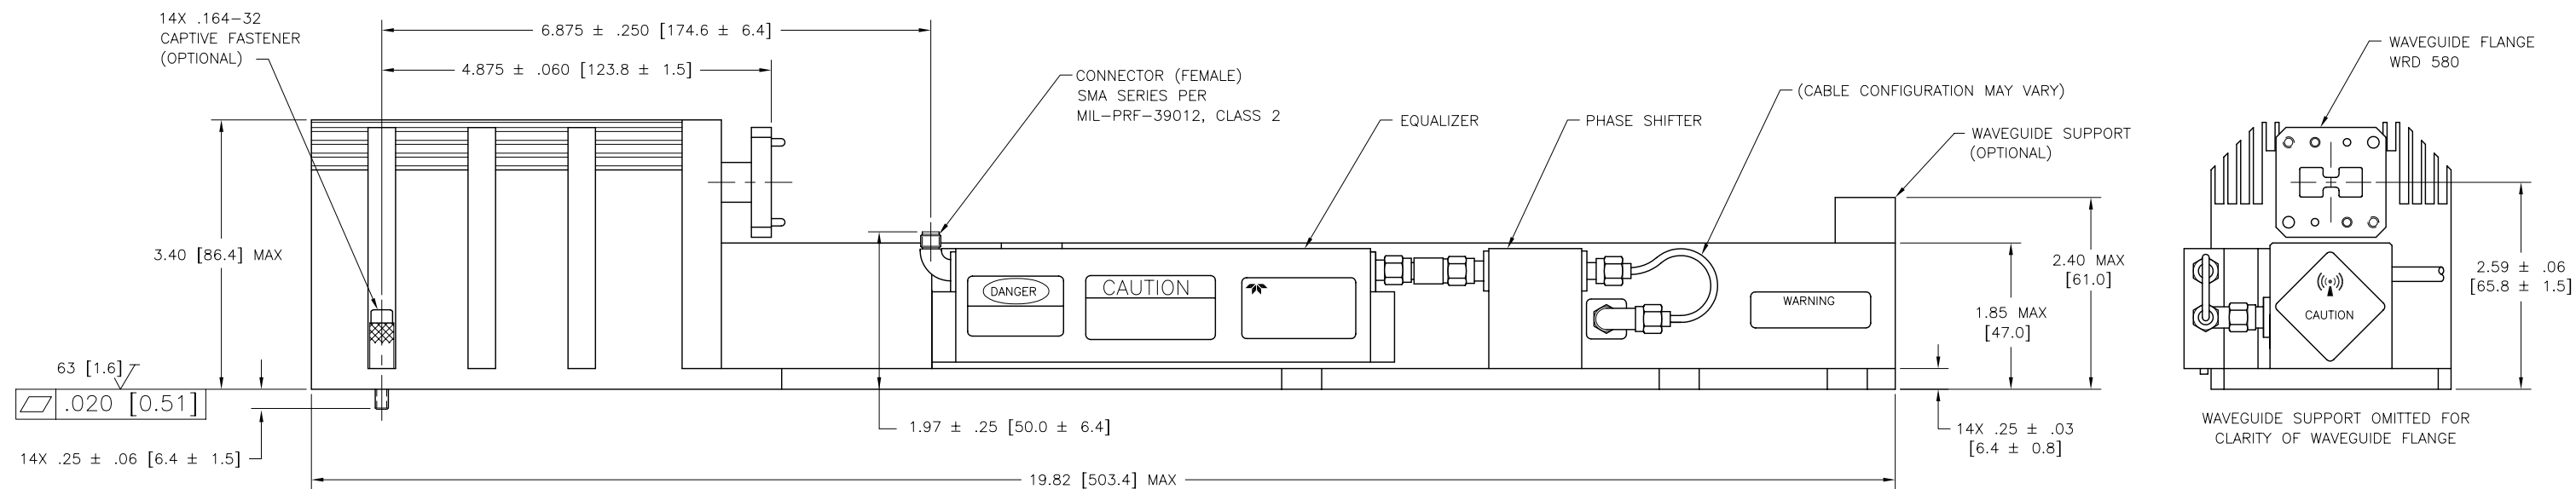 14X .164-32
CAPTIVE FASTENER
(OPTIONAL)
6.875 ± .250 [174.6 ± 6.4]
4.875 ± .060 [123.8 ± 1.5]
CONNECTOR (FEMALE)
SMA SERIES PER
MIL-PRF-39012, CLASS 2
EQUALIZER
PHASE SHIFTER
(CABLE CONFIGURATION MAY VARY)
WAVEGUIDE SUPPORT
(OPTIONAL)
WAVEGUIDE FLANGE
WRD 580
3.40 [86.4] MAX
DANGER
CAUTION
WARNING
2.40 MAX
[61.0]
1.85 MAX
[47.0]
CAUTION
2.59 ± .06
[65.8 ± 1.5]
63 [1.6]
.020 [0.51]
14X .25 ± .06 [6.4 ± 1.5]
1.97 ± .25 [50.0 ± 6.4]
14X .25 ± .03
[6.4 ± 0.8]
WAVEGUIDE SUPPORT OMITTED FOR
CLARITY OF WAVEGUIDE FLANGE
19.82 [503.4] MAX